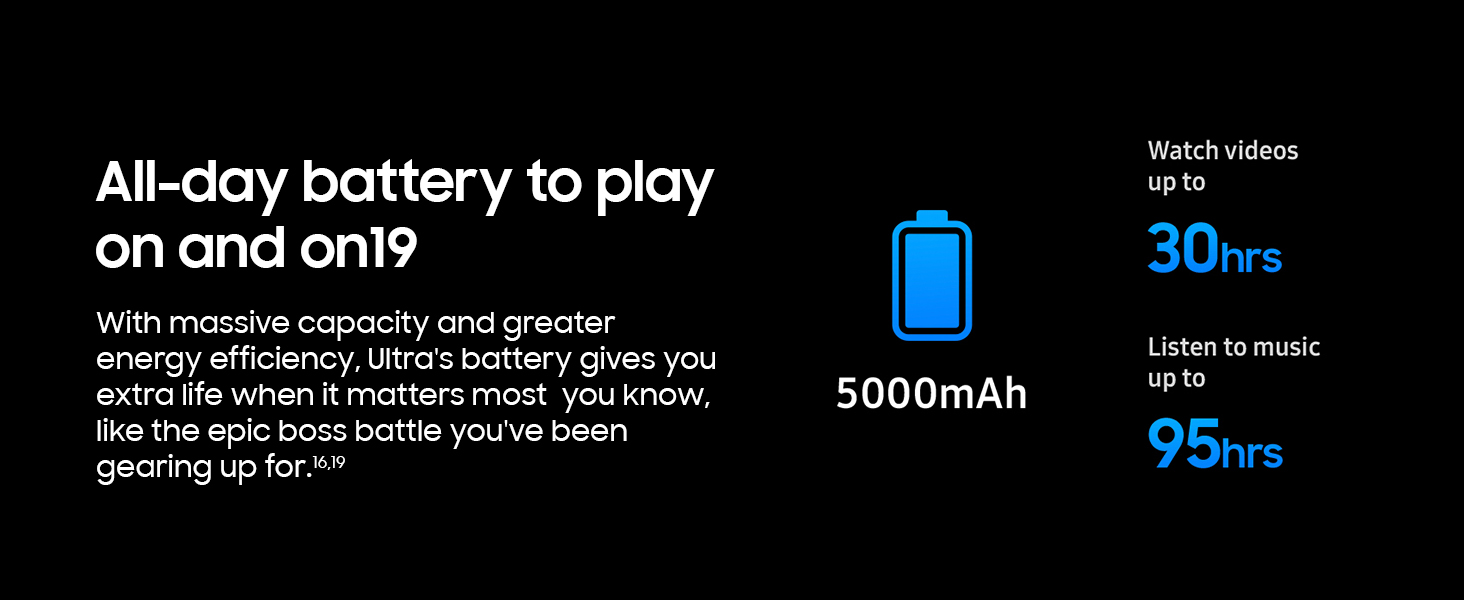 All-day battery to play
on and on19
With massive capacity and greater
energy efficiency, Ultra's battery gives you
extra life when it matters most  you know,
like the epic boss battle you've been
gearing up for.16,19
5000mAh
Watch videos
up to
30hrs
Listen to music
up to
95hrs